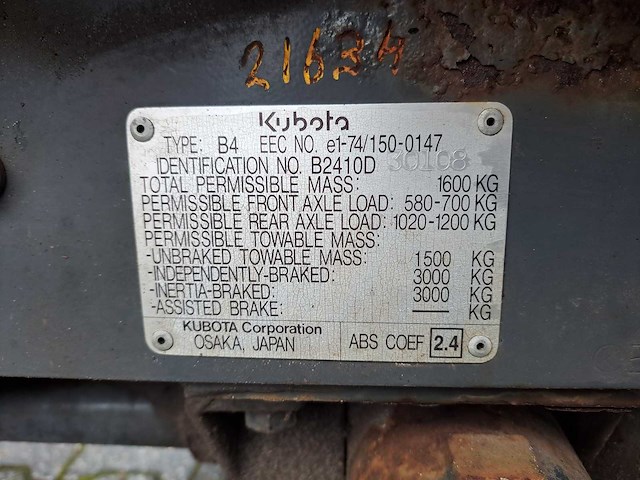 21634
Kubota
TYPE: B4 EEC NO. e1-74/150-0147
IDENTIFICATION NO. B2410D 30108
TOTAL PERMISSIBLE MASS: 1600 KG
PERMISSIBLE FRONT AXLE LOAD: 580-700 KG
PERMISSIBLE REAR AXLE LOAD: 1020-1200 KG
PERMISSIBLE TOWABLE MASS:
-UNBRAKED TOWABLE MASS: 1500 KG
-INDEPENDENTLY-BRAKED: 3000 KG
-INERTIA-BRAKED: 3000 KG
-ASSISTED BRAKE: —— KG
KUBOTA Corporation
OSAKA, JAPAN ABS COEF 2.4